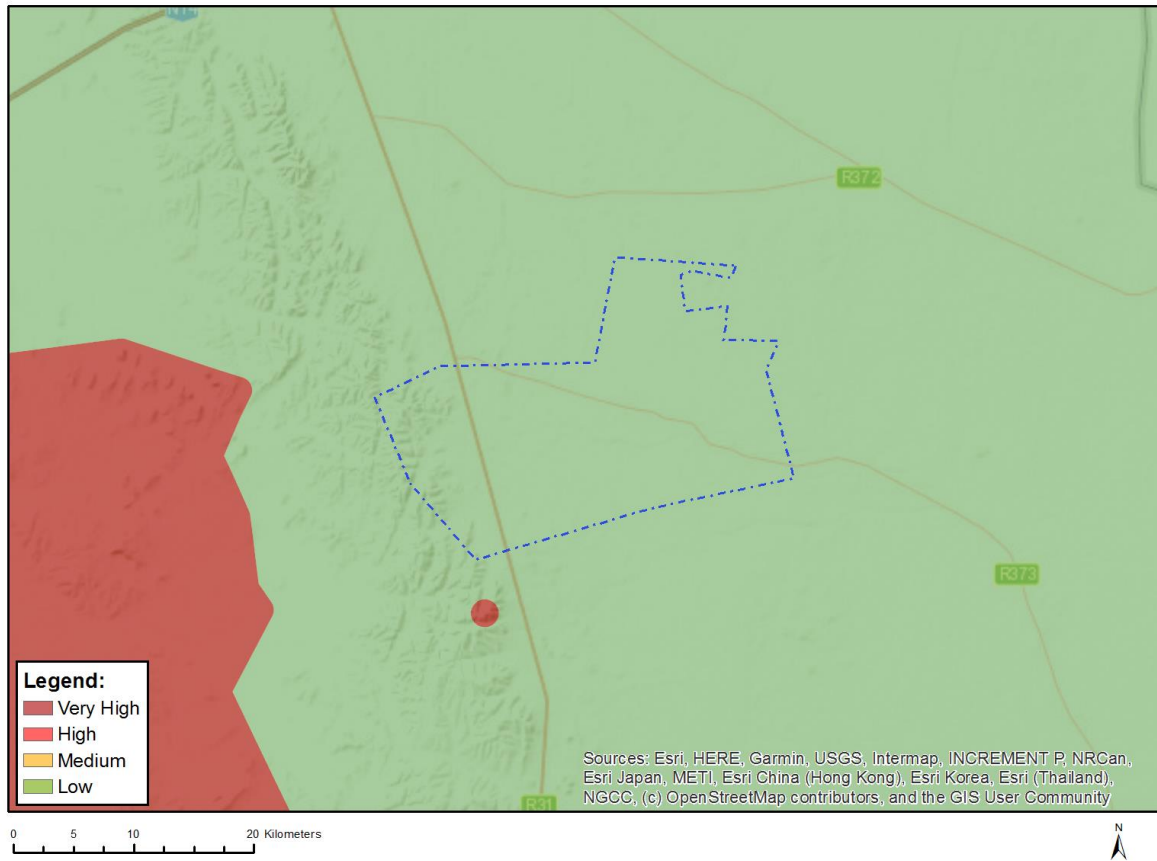 R372
R373
R31
Legend:
Very High
High
Medium
Low
Sources: Esri, HERE, Garmin, USGS, Intermap, INCREMENT P, NRCan,
Esri Japan, METI, Esri China (Hong Kong), Esri Korea, Esri (Thailand),
NGCC, (c) OpenStreetMap contributors, and the GIS User Community
0 5 10 20 Kilometers
N